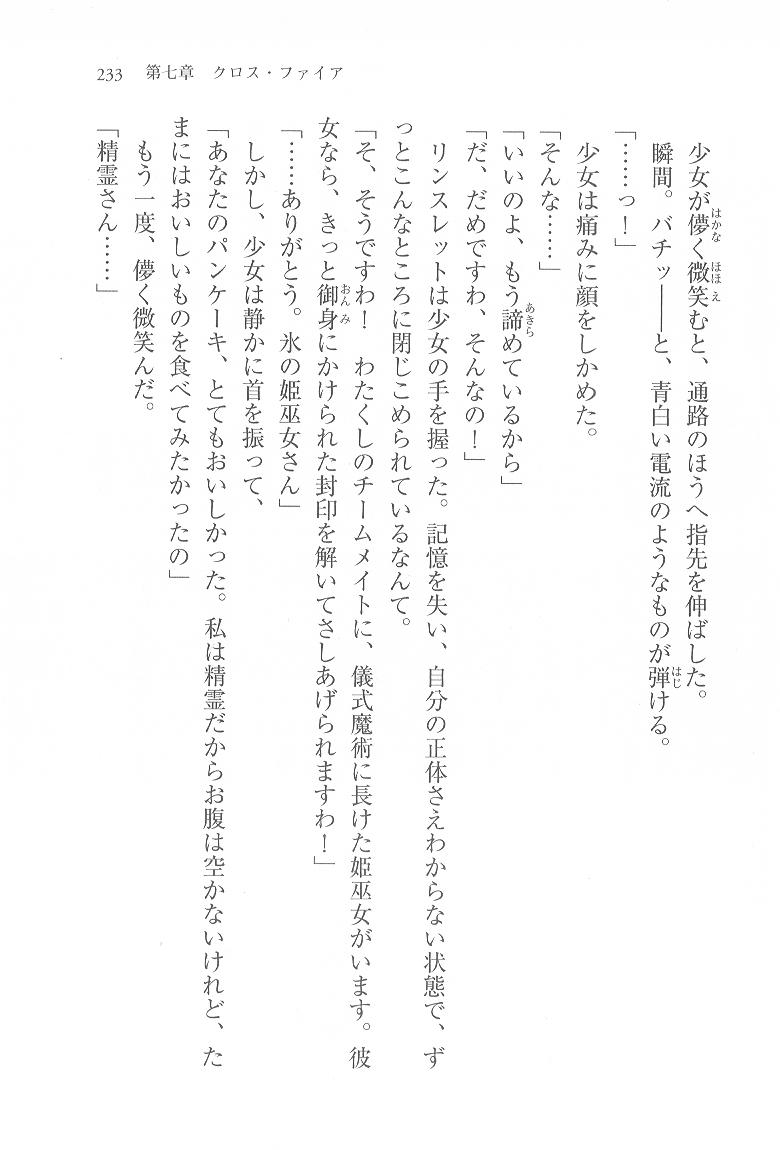 233　第七章　クロス・ファイア
少女が儚く微笑むと、通路のほうへ指先を伸ばした。
瞬間。バチッ――と、青白い電流のようなものが弾ける。
「……っ！」
少女は痛みに顔をしかめた。
「そんな……」
「いいのよ、もう諦めているから」
「だ、だめですわ、そんなの！」
リンスレットは少女の手を握った。記憶を失い、自分の正体さえわからない状態で、ず
っとこんなところに閉じこめられているなんて。
「そ、そうですわ！　わたくしのチームメイトに、儀式魔術に長けた姫巫女がいます。彼
女なら、きっと御身にかけられた封印を解いてさしあげられますわ！」
「……ありがとう。氷の姫巫女さん」
しかし、少女は静かに首を振って、
「あなたのパンケーキ、とてもおいしかった。私は精霊だからお腹は空かないけれど、た
まにはおいしいものを食べてみたかったの」
もう一度、儚く微笑んだ。
「精霊さん……」